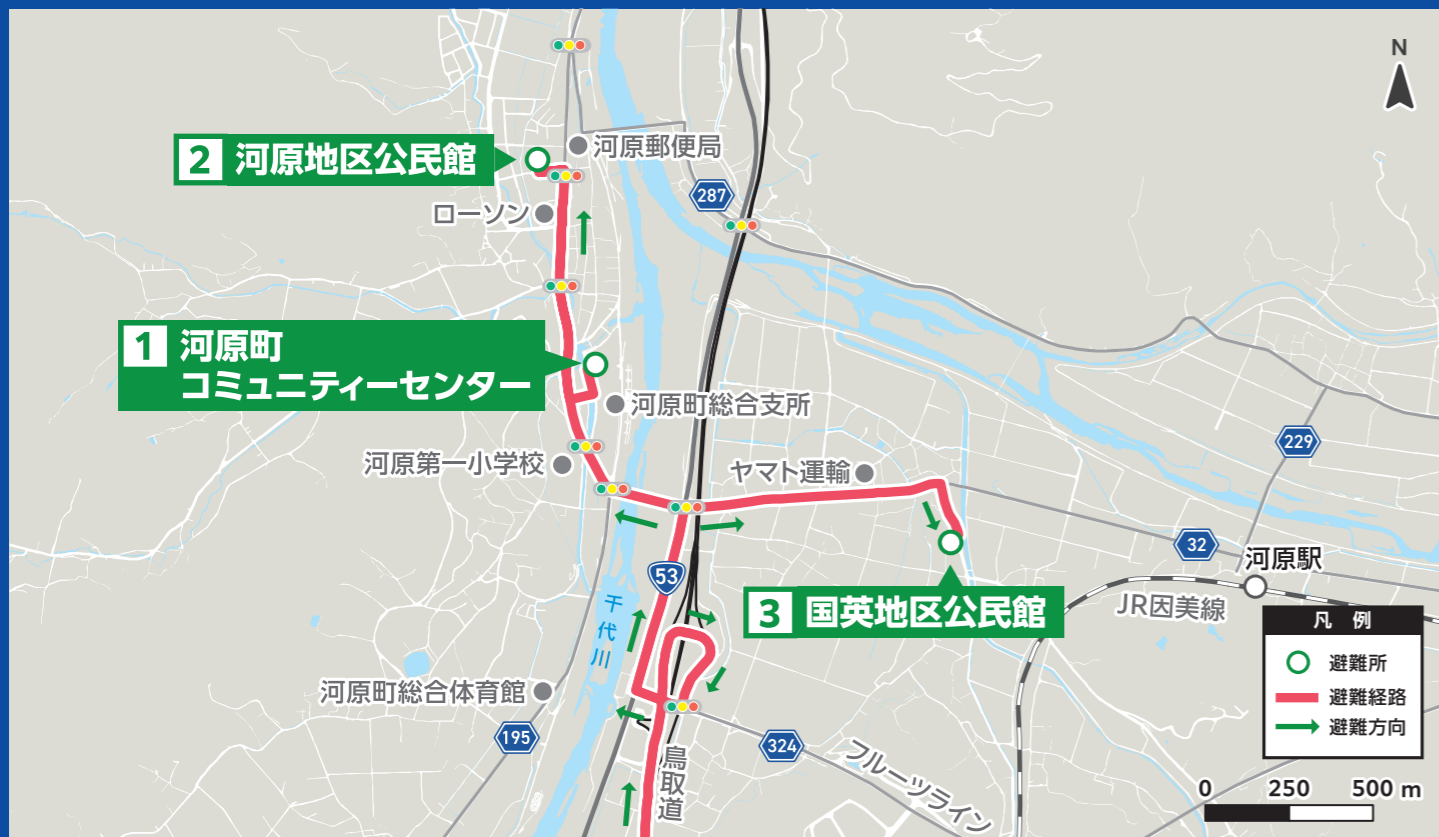 N
2 河原地区公民館
河原郵便局
287
ローソン
1 河原町
コミュニティーセンター
河原町総合支所
229
河原第一小学校
ヤマト運輸
32
河原駅
53
千代川
3 国英地区公民館
JR因美線
凡 例
避難所
避難経路
避難方向
河原町総合体育館
195
324
鳥取道
フルーツライン
0 250 500 m